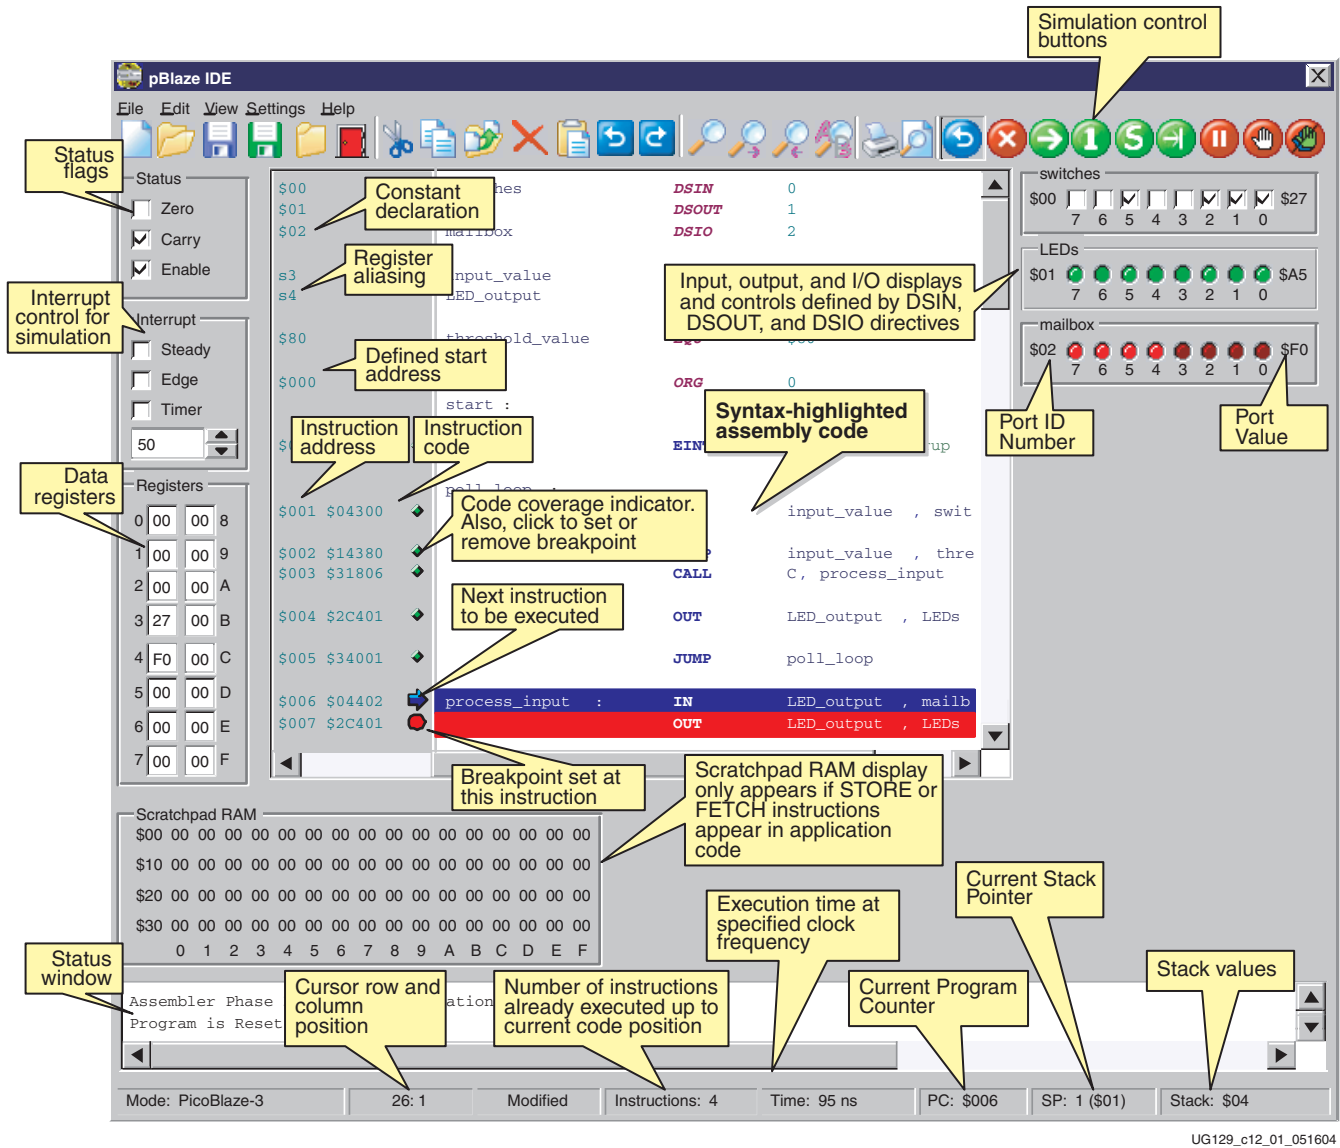 Simulation control
buttons
pBlaze IDE
File Edit View Settings Help
Status
flags
Status
Zero
Carry
Enable
Interrupt
control for
simulation
Interrupt
Steady
Edge
Timer
50
Data
registers
Registers
0 00 00 8
1 00 00 9
2 00 00 A
3 27 00 B
4 F0 00 C
5 00 00 D
6 00 00 E
7 00 00 F
$00 DSIN 0
$01 DSOUT 1
$02 mailbox DSIO 2
Constant
declaration
s3 input_value
s4 LED_output
Register
aliasing
$80 threshold_value
$000 ORG 0
Defined start
address
start :
EINT
Instruction
address
Instruction
code
Syntax-highlighted
assembly code
poll_loop :
$001 $04300 input_value , swit
$002 $14380 input_value , thre
$003 $31806 CALL C, process_input
Code coverage indicator.
Also, click to set or
remove breakpoint
$004 $2C401 OUT LED_output , LEDs
Next instruction
to be executed
$005 $34001 JUMP poll_loop
$006 $04402 process_input : IN LED_output , mailb
$007 $2C401 OUT LED_output , LEDs
Breakpoint set at
this instruction
switches
$00 $27
7 6 5 4 3 2 1 0
LEDs
$01 $A5
7 6 5 4 3 2 1 0
Input, output, and I/O displays
and controls defined by DSIN,
DSOUT, and DSIO directives
mailbox
$02 $F0
7 6 5 4 3 2 1 0
Port ID
Number
Port
Value
Scratchpad RAM display
only appears if STORE or
FETCH instructions
appear in application
code
Scratchpad RAM
$00 00 00 00 00 00 00 00 00 00 00 00 00 00 00 00 00
$10 00 00 00 00 00 00 00 00 00 00 00 00 00 00 00 00
$20 00 00 00 00 00 00 00 00 00 00 00 00 00 00 00 00
$30 00 00 00 00 00 00 00 00 00 00 00 00 00 00 00 00
0 1 2 3 4 5 6 7 8 9 A B C D E F
Status
window
Assembler Phase
Program is Reset
Cursor row and
column
position
Number of instructions
already executed up to
current code position
Execution time at
specified clock
frequency
Current Program
Counter
Current Stack
Pointer
Stack values
Mode: PicoBlaze-3 26: 1 Modified Instructions: 4 Time: 95 ns PC: $006 SP: 1 ($01) Stack: $04
UG129_c12_01_051604